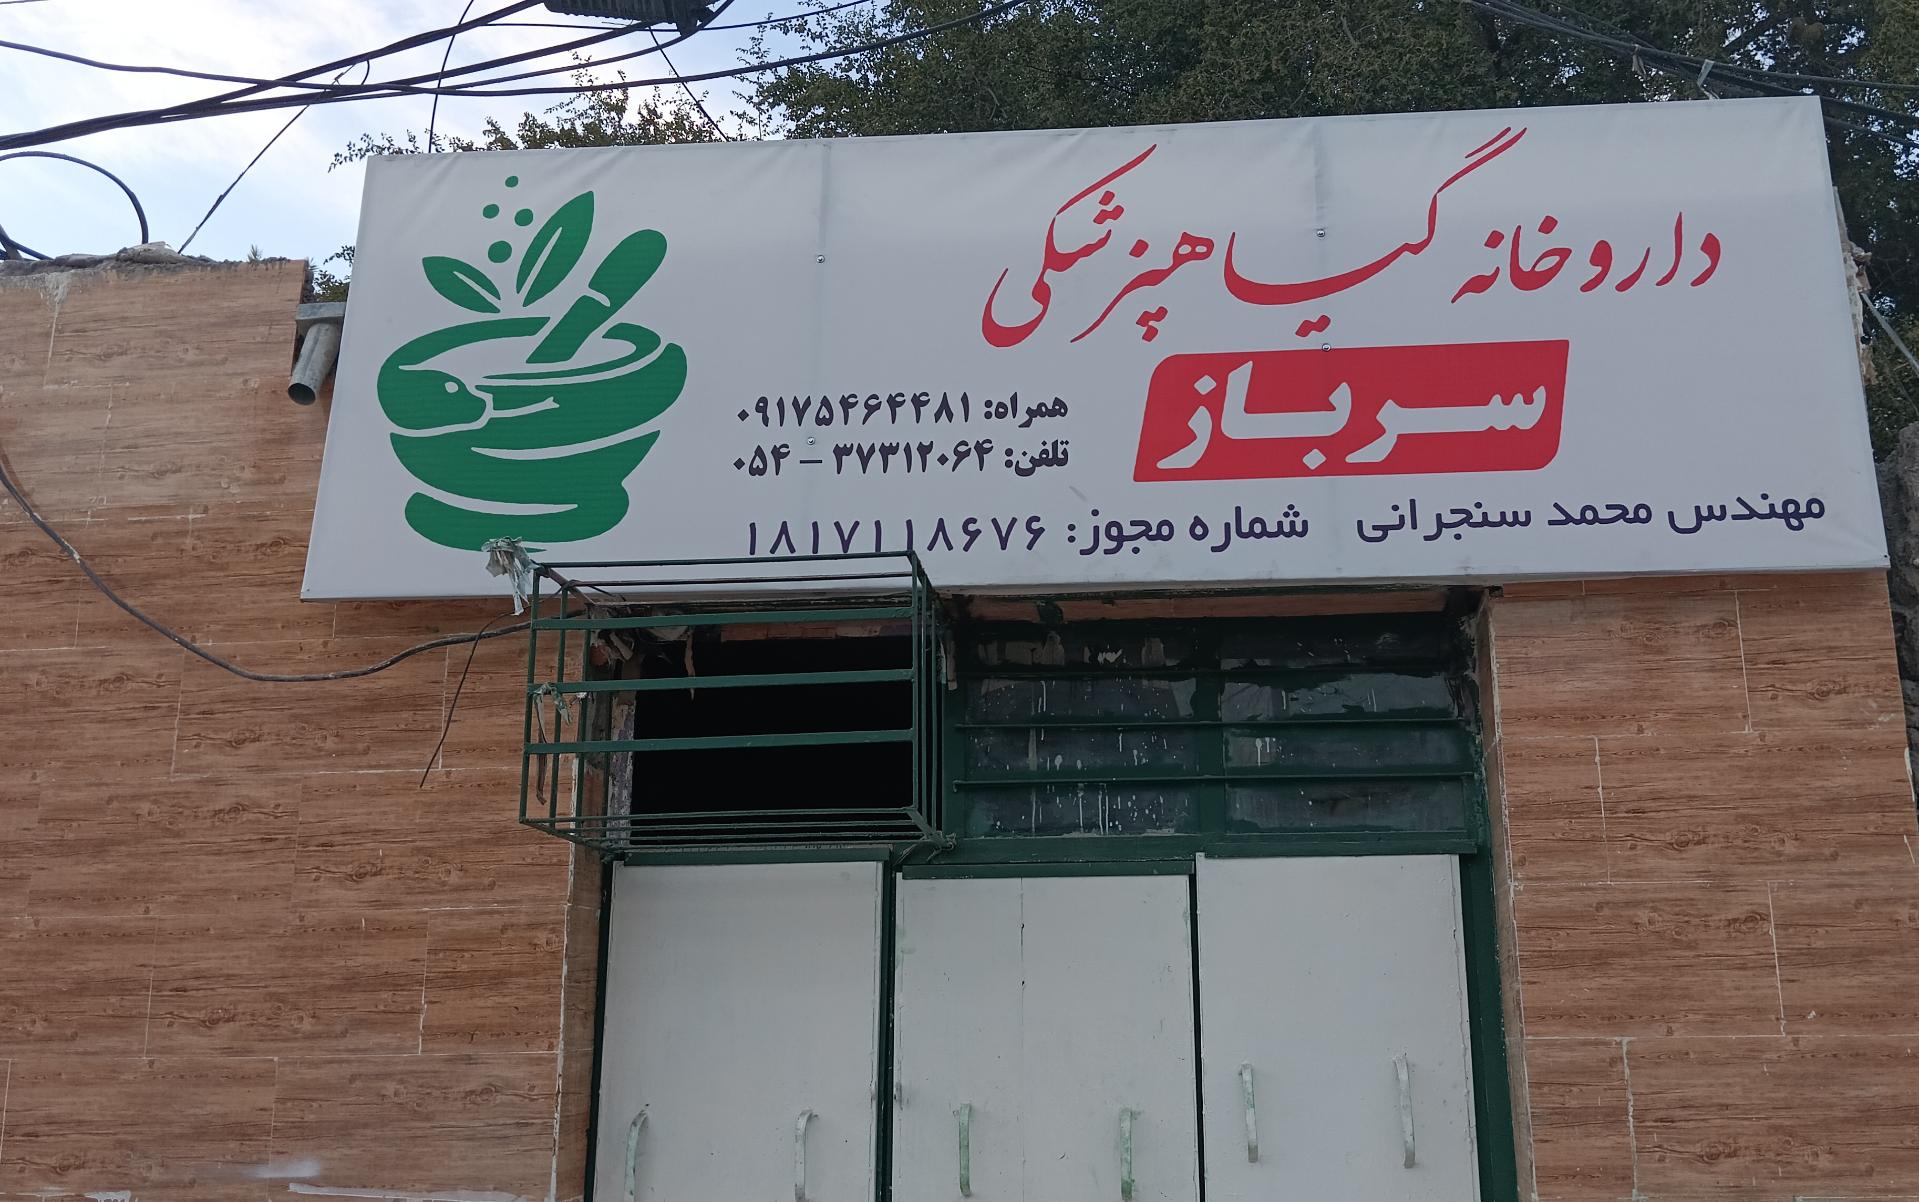 داروخانه گیاهپزشکی
سرباز
همراه: ۰۹۱۷۵۴۶۴۴۸۱
تلفن: ۳۷۳۱۲۰۶۴ – ۰۵۴
مهندس محمد سنجرانی شماره مجوز: ۱۸۱۷۱۱۸۶۷۶